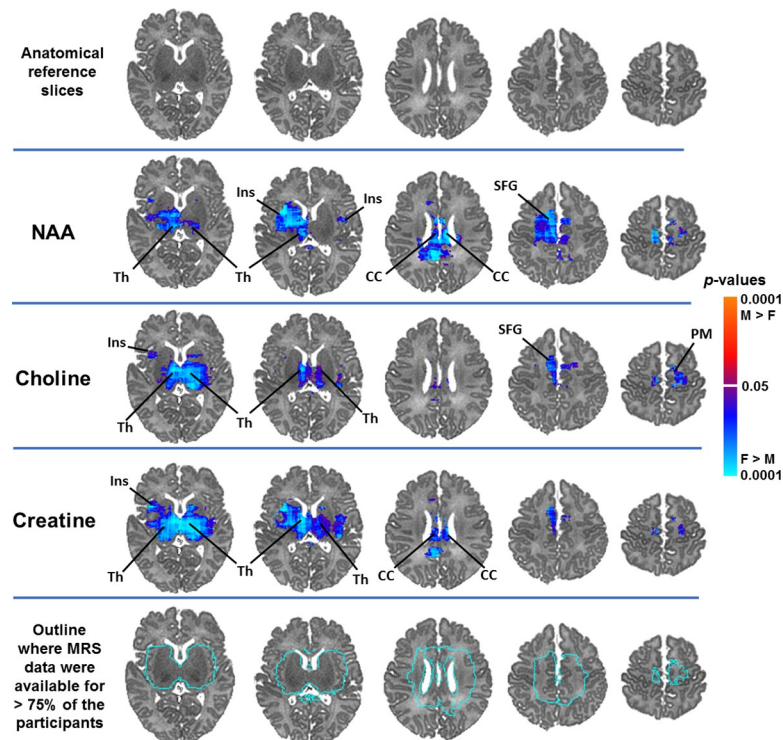 Anatomical
reference
slices
NAA
Ins
Ins
SFG
Th
Th
CC
CC
Choline
Ins
SFG
PM
Th
Th
Th
Creatine
Ins
Th
Th
Th
CC
CC
p-values
0.0001
M > F
0.05
F > M
0.0001
Outline
where MRS
data were
available for
> 75% of the
participants